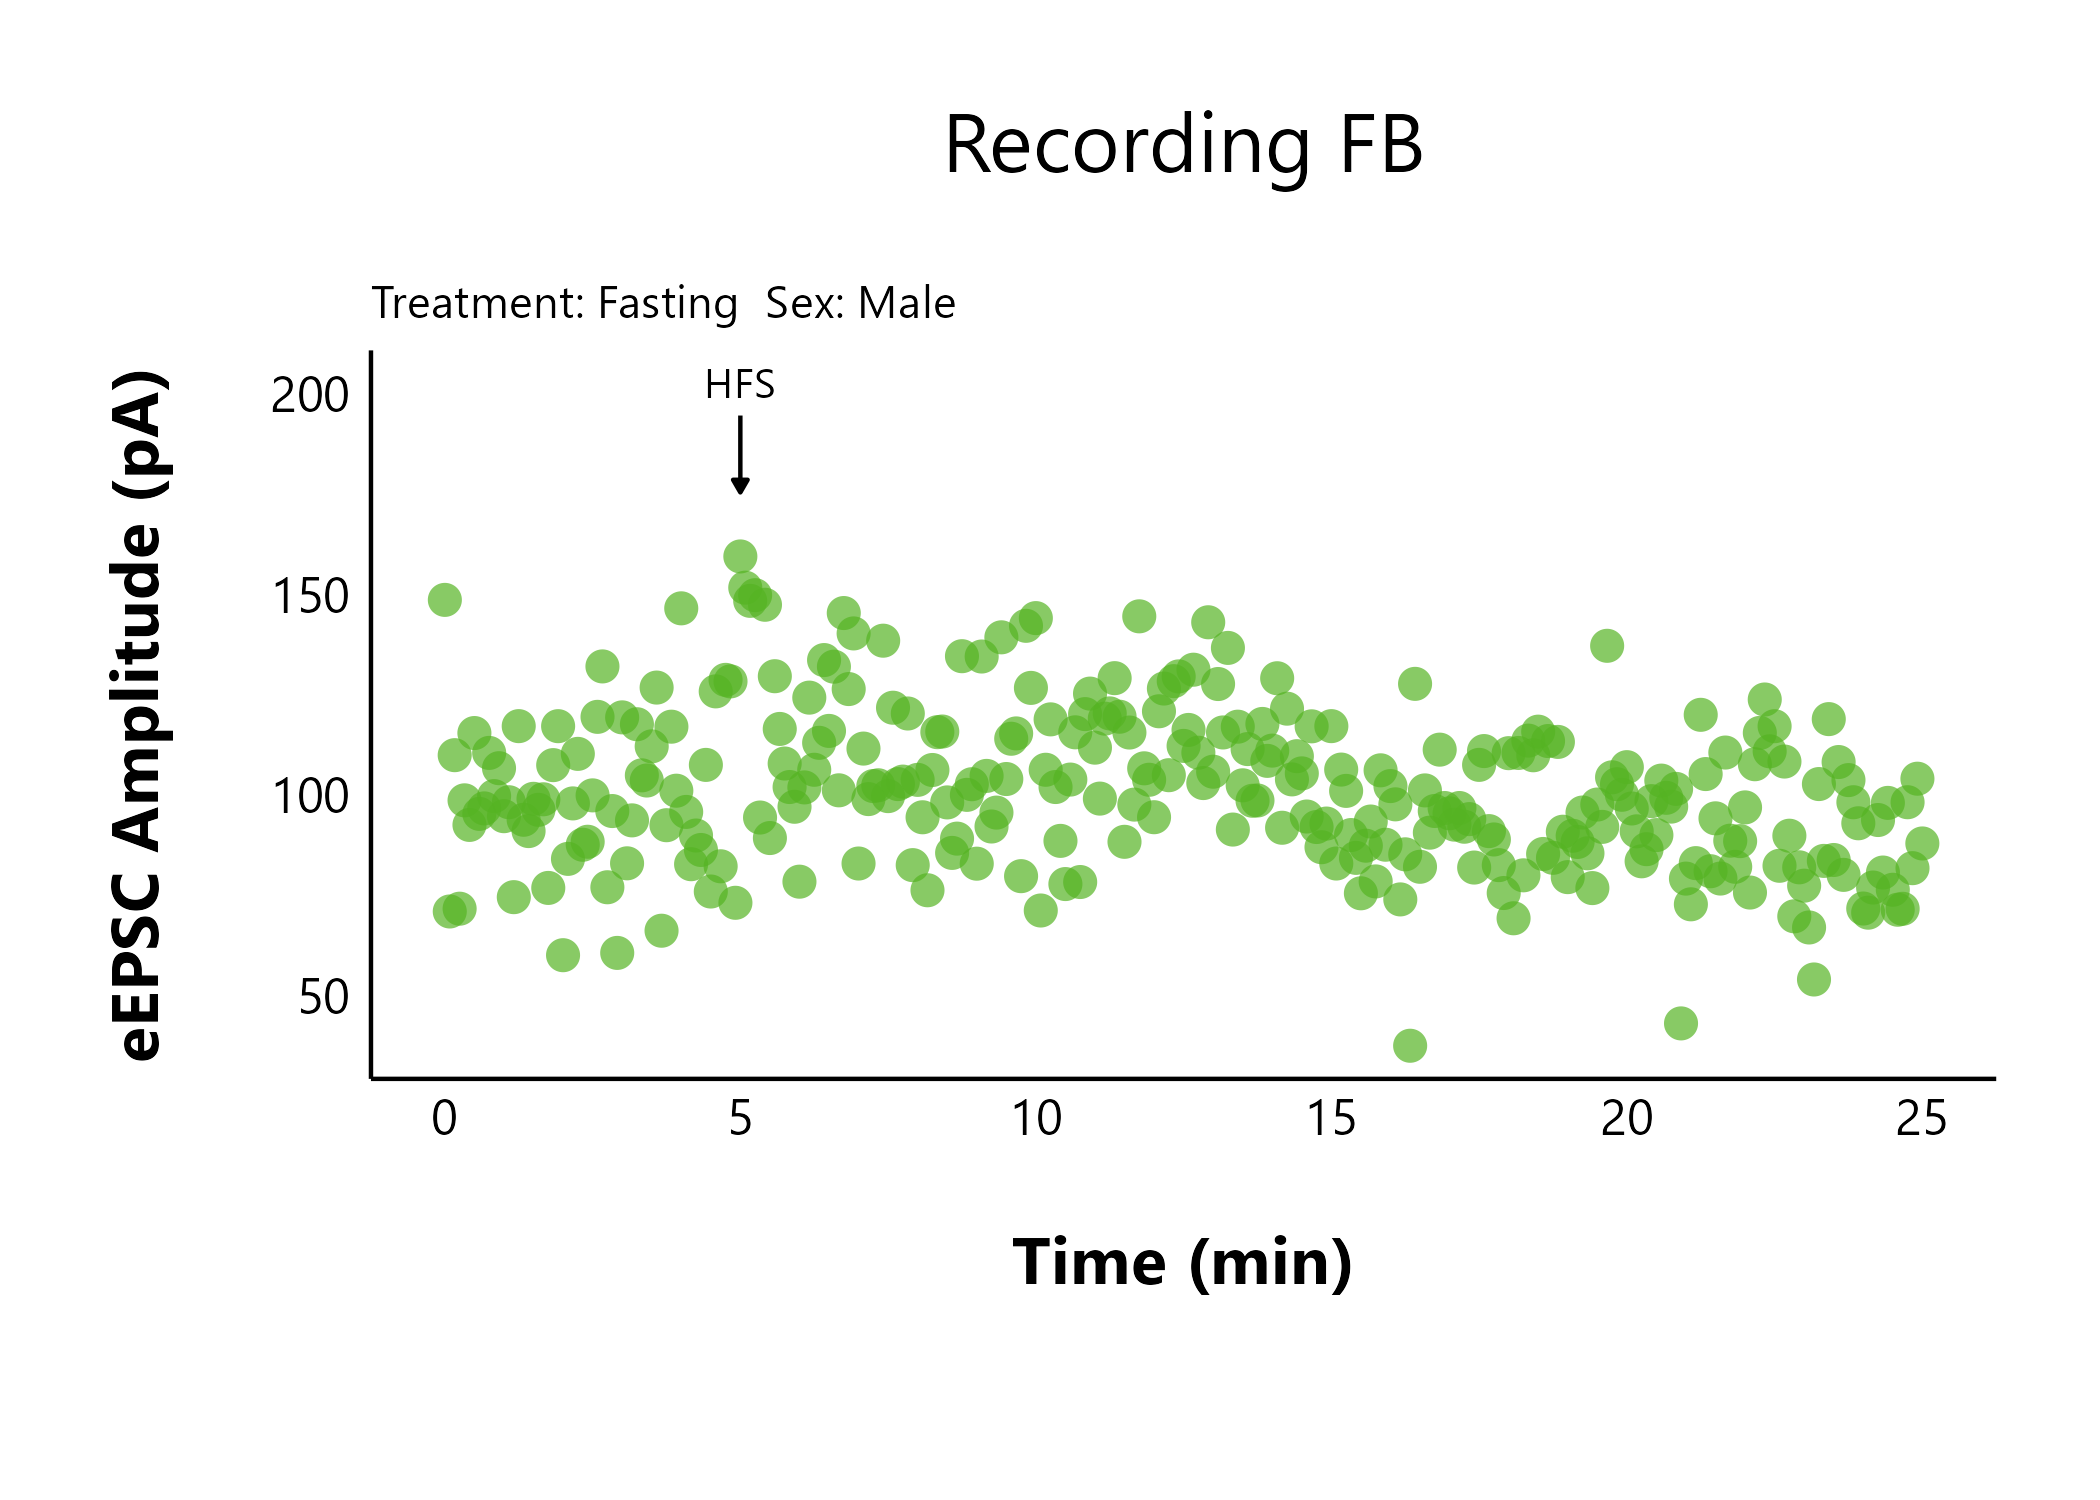 Recording FB
Treatment: Fasting  Sex: Male
eEPSC Amplitude (pA)
200
150
100
50
HFS
0 5 10 15 20 25
Time (min)